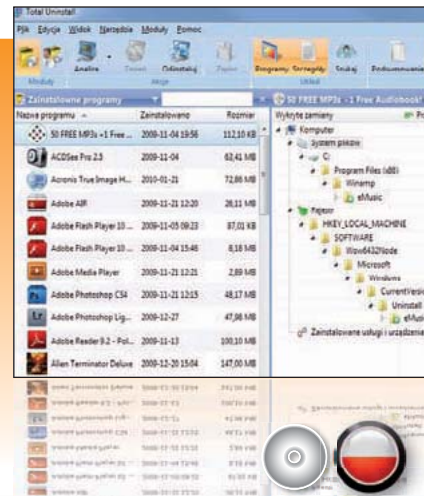 Total Uninstall
Plik Edycja Widok Narzędzia Moduły Pomoc
Analiza Odinstaluj Programy Szczegóły Szukaj Podsumowanie
Moduły Akcje Układ
Zainstalowane programy
50 FREE MP3s +1 Free Audiobook!
Nazwa programu Zainstalowano Rozmiar
Wykryte zamiany
50 FREE MP3s +1 Free ... 2009-11-04 19:56 112,10 KB
ACDSee Pro 2.5 2009-11-04 63,41 MB
Acronis True Image H... 2010-01-21 72,86 MB
Adobe AIR 2009-11-21 12:20 26,11 MB
Adobe Flash Player 10 ... 2009-11-05 09:23 87,01 KB
Adobe Flash Player 10 ... 2009-11-04 15:46 8,18 MB
Adobe Media Player 2009-11-21 12:21 2,89 MB
Adobe Photoshop CS4 2009-11-21 12:15 48,17 MB
Adobe Photoshop Lig... 2009-12-27 47,98 MB
Adobe Reader 9.2 - Pol... 2009-11-13 100,10 MB
Alien Terminator Deluxe 2009-12-20 15:04 147,00 MB
Komputer
System plików
C:
Program Files (x86)
Winamp
eMusic
Rejestr
HKEY_LOCAL_MACHINE
SOFTWARE
Wow6432Node
Microsoft
Windows
CurrentVersio
Uninstall
eMusi
Zainstalowane usługi i urządzenia